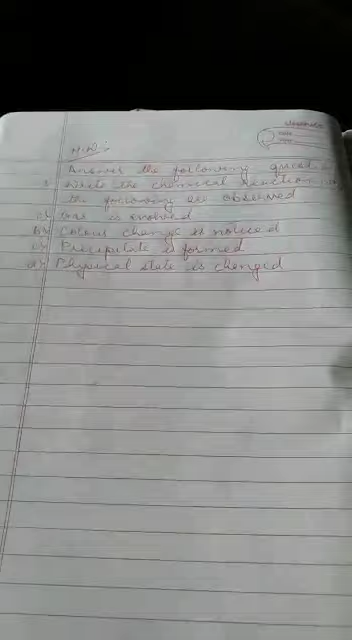 H.W :-
Answer the following quest
1. Write the chemical reaction
the following are observed
a) Gas is evolved
b) Colour change is noticed
c) Precipitate is formed
d) Physical state is changed